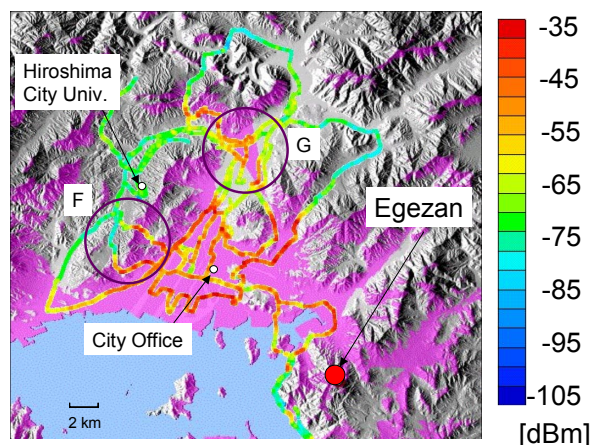 Hiroshima
City Univ.
G
F
Egezan
City Office
2 km
-35
-45
-55
-65
-75
-85
-95
-105
[dBm]